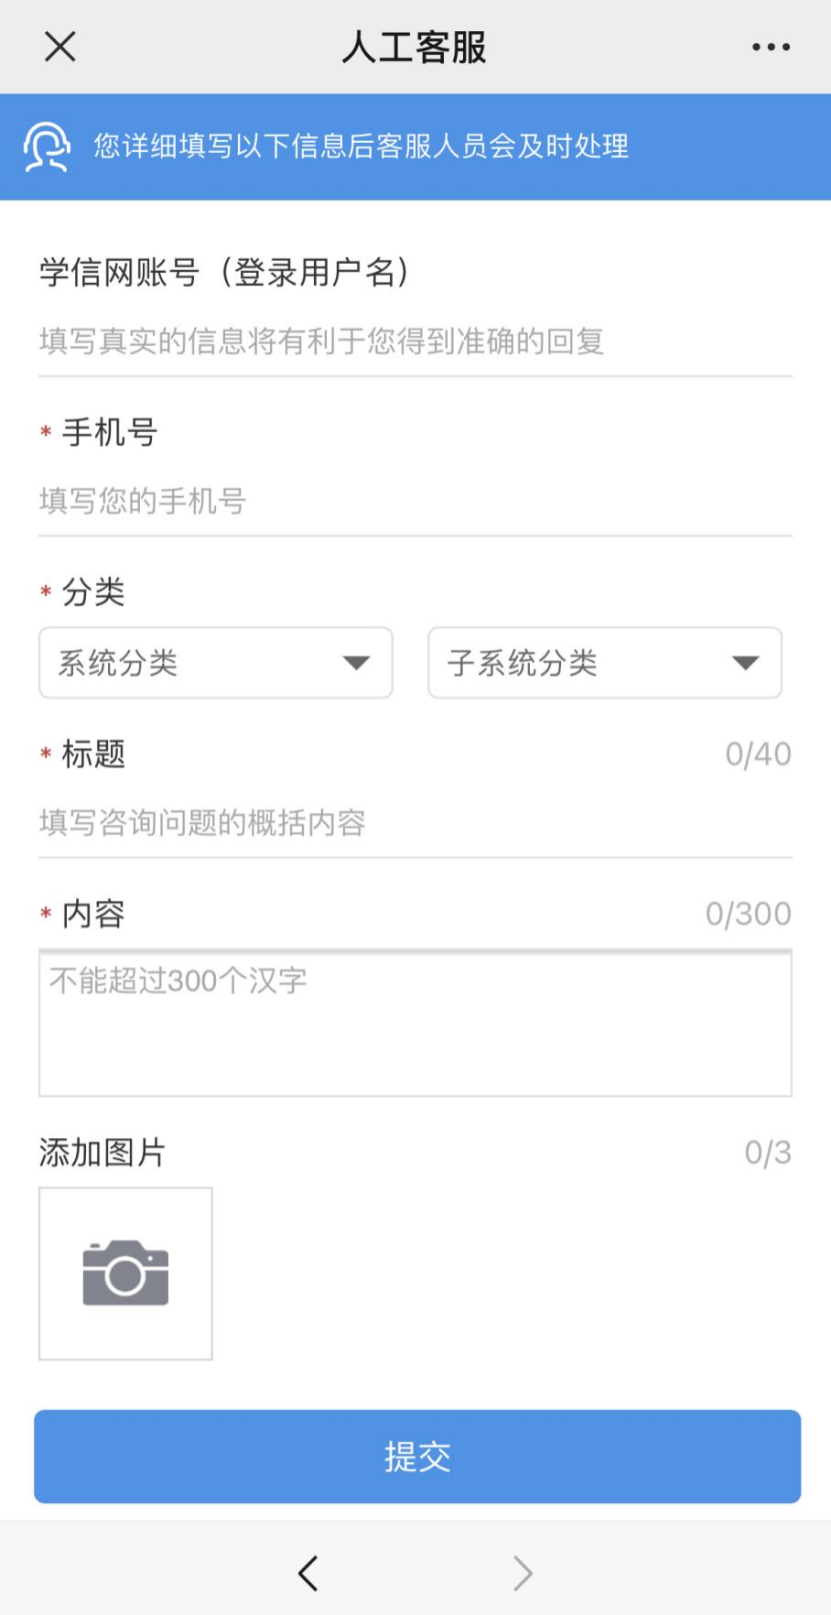 人工客服
您详细填写以下信息后客服人员会及时处理
学信网账号（登录用户名）
填写真实的信息将有利于您得到准确的回复
* 手机号
填写您的手机号
* 分类
系统分类 子系统分类
* 标题 0/40
填写咨询问题的概括内容
* 内容 0/300
不能超过300个汉字
添加图片 0/3
提交